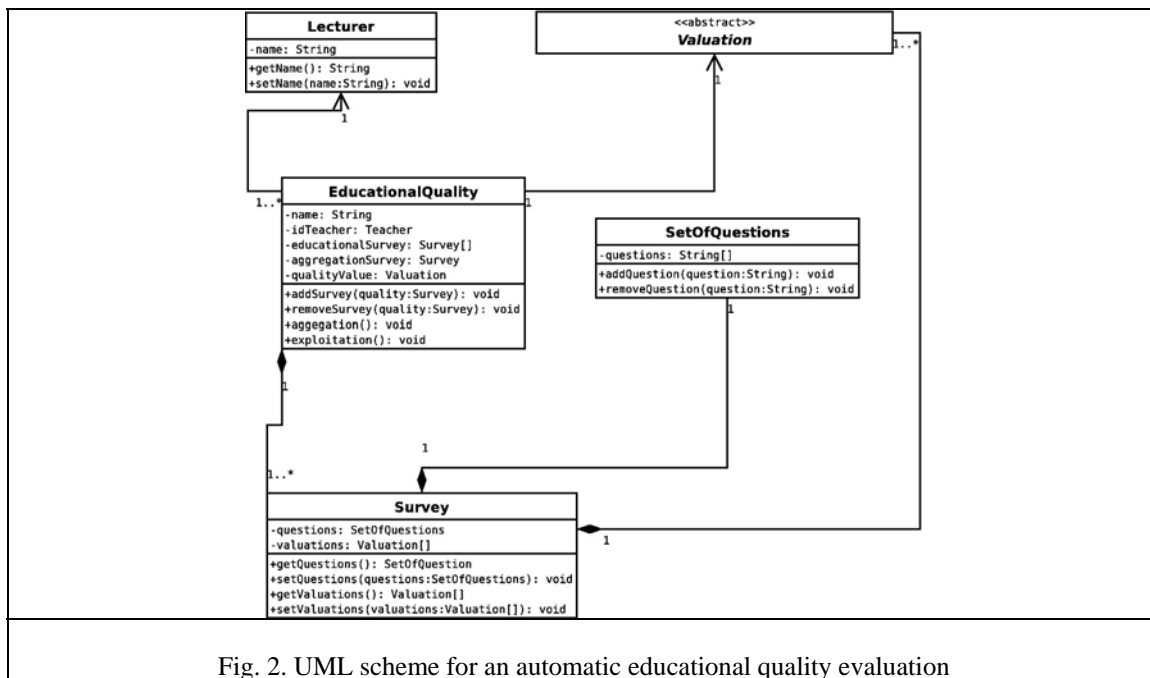 Lecturer
-name: String
+getName(): String
+setName(name:String): void
1
<<abstract>>
Valuation
1..*
1
1..*
EducationalQuality
-name: String
-idTeacher: Teacher
-educationalSurvey: Survey[]
-aggregationSurvey: Survey
-qualityValue: Valuation
+addSurvey(quality:Survey): void
+removeSurvey(quality:Survey): void
+aggegation(): void
+exploitation(): void
1
1
SetOfQuestions
-questions: String[]
+addQuestion(question:String): void
+removeQuestion(question:String): void
1
1
1..*
Survey
-questions: SetOfQuestions
-valuations: Valuation[]
+getQuestions(): SetOfQuestion
+setQuestions(questions:SetOfQuestions): void
+getValuations(): Valuation[]
+setValuations(valuations:Valuation[]): void
1
Fig. 2. UML scheme for an automatic educational quality evaluation